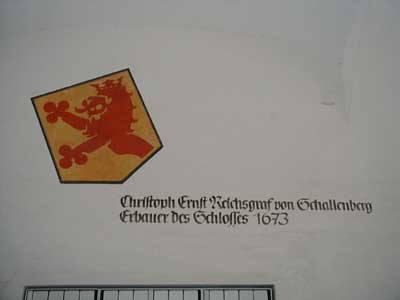 Christoph Ernst Reichsgraf von Schallenberg
Erbauer des Schlosses 1673